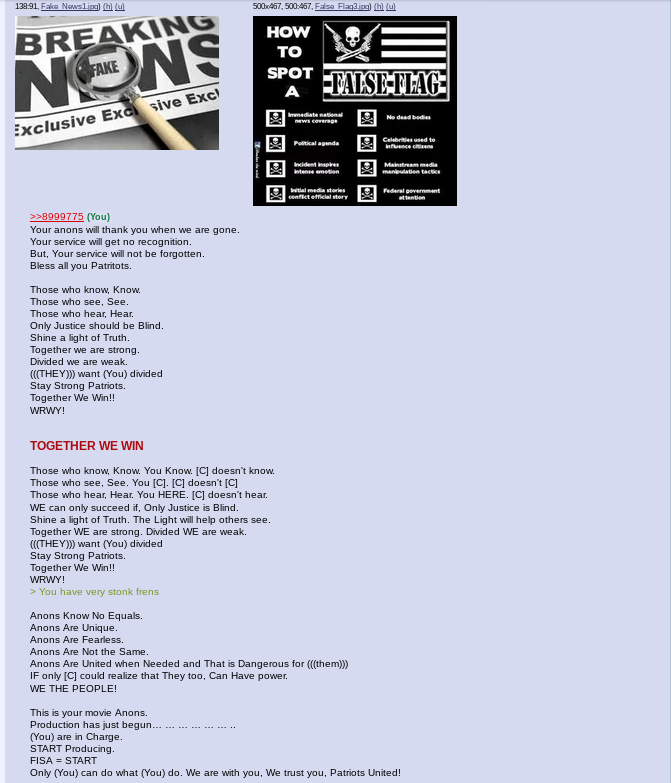 138:91, Fake_News1.jpg) (h) (u)
500x467, 500:467, False_Flag3.jpg) (h) (u)
BREAKING
NEWS
FAKE
Exclusive Exclusive Excl
HOW
TO
SPOT
A
FALSE-FLAG
Immediate national
news coverage
No dead bodies
Political agenda
Celebrities used to
influence citizens
Incident inspires
intense emotion
Mainstream media
manipulation tactics
Initial media stories
conflict official story
Federal government
attention
>>8999775 (You)
Your anons will thank you when we are gone.
Your service will get no recognition.
But, Your service will not be forgotten.
Bless all you Patritots.
Those who know, Know.
Those who see, See.
Those who hear, Hear.
Only Justice should be Blind.
Shine a light of Truth.
Together we are strong.
Divided we are weak.
(((THEY))) want (You) divided
Stay Strong Patriots.
Together We Win!!
WRWY!
TOGETHER WE WIN
Those who know, Know. You Know. [C] doesn't know.
Those who see, See. You [C]. [C] doesn't [C]
Those who hear, Hear. You HERE. [C] doesn't hear.
WE can only succeed if, Only Justice is Blind.
Shine a light of Truth. The Light will help others see.
Together WE are strong. Divided WE are weak.
(((THEY))) want (You) divided
Stay Strong Patriots.
Together We Win!!
WRWY!
> You have very stonk frens
Anons Know No Equals.
Anons Are Unique.
Anons Are Fearless.
Anons Are Not the Same.
Anons Are United when Needed and That is Dangerous for (((them)))
IF only [C] could realize that They too, Can Have power.
WE THE PEOPLE!
This is your movie Anons.
Production has just begun… … … … … … ..
(You) are in Charge.
START Producing.
FISA = START
Only (You) can do what (You) do. We are with you, We trust you, Patriots United!